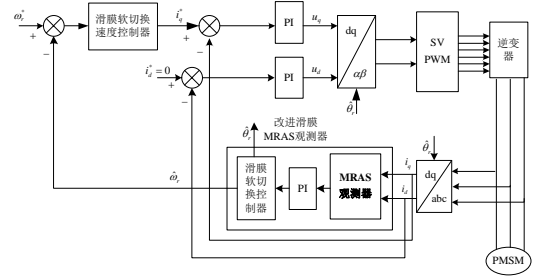 ω*r
+
−
滑膜软切换
速度控制器
i*q
+
−
PI
uq
dq
αβ
θ̂r
SV
PWM
逆变
器
i*d = 0
+
−
PI
ud
改进滑膜
MRAS观测器
θ̂r
ω̂r
滑膜
软切
换控
制器
PI
MRAS
观测器
iq
id
θ̂r
dq
abc
PMSM